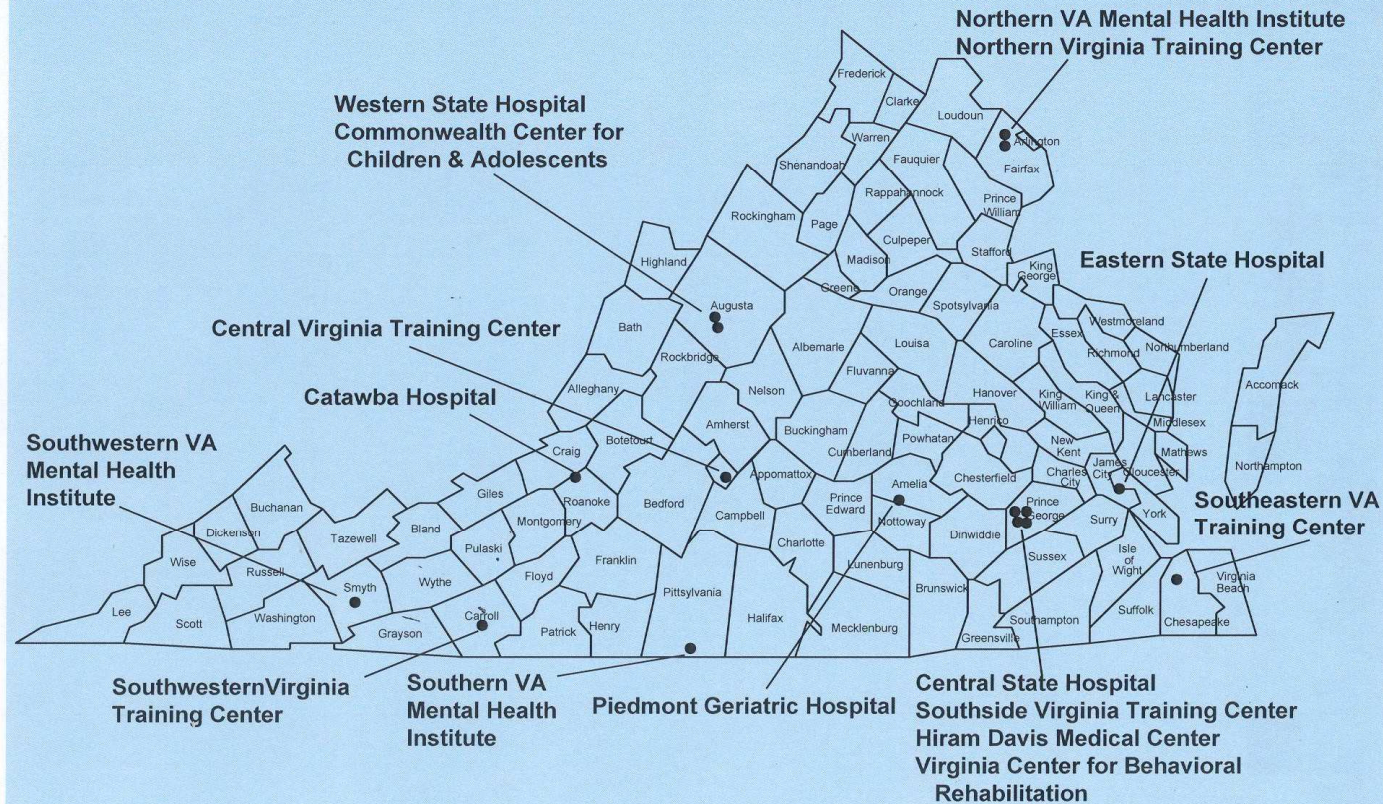 Northern VA Mental Health Institute
Northern Virginia Training Center
Western State Hospital
Commonwealth Center for
Children & Adolescents
Eastern State Hospital
Central Virginia Training Center
Catawba Hospital
Southwestern VA
Mental Health
Institute
Southeastern VA
Training Center
SouthwesternVirginia
Training Center
Southern VA
Mental Health
Institute
Piedmont Geriatric Hospital
Central State Hospital
Southside Virginia Training Center
Hiram Davis Medical Center
Virginia Center for Behavioral
Rehabilitation
Frederick
Clarke
Loudoun
Warren
Arlington
Shenandoah
Fauquier
Fairfax
Rappahannock
Prince
William
Rockingham
Page
Culpeper
Stafford
Madison
Highland
King
George
Greene
Orange
Spotsylvania
Augusta
Bath
Westmoreland
Essex
Albemarle
Louisa
Caroline
Richmond
Northumberland
Rockbridge
Fluvanna
Alleghany
Nelson
Goochland
Hanover
King
William
King &
Queen
Lancaster
Accomack
Amherst
Buckingham
Henrico
Middlesex
Craig
Botetourt
Powhatan
New
Kent
Mathews
Cumberland
James
City
Gloucester
Northampton
Appomattox
Chesterfield
Charles
City
Giles
Roanoke
Bedford
Amelia
Buchanan
Prince
Edward
Prince
George
York
Campbell
Montgomery
Nottoway
Surry
Bland
Dickenson
Tazewell
Pulaski
Dinwiddie
Charlotte
Sussex
Isle
of
Wight
Wise
Russell
Franklin
Lunenburg
Floyd
Smyth
Wythe
Virginia
Beach
Pittsylvania
Brunswick
Lee
Scott
Washington
Carroll
Halifax
Suffolk
Grayson
Patrick
Henry
Mecklenburg
Southampton
Chesapeake
Greensville